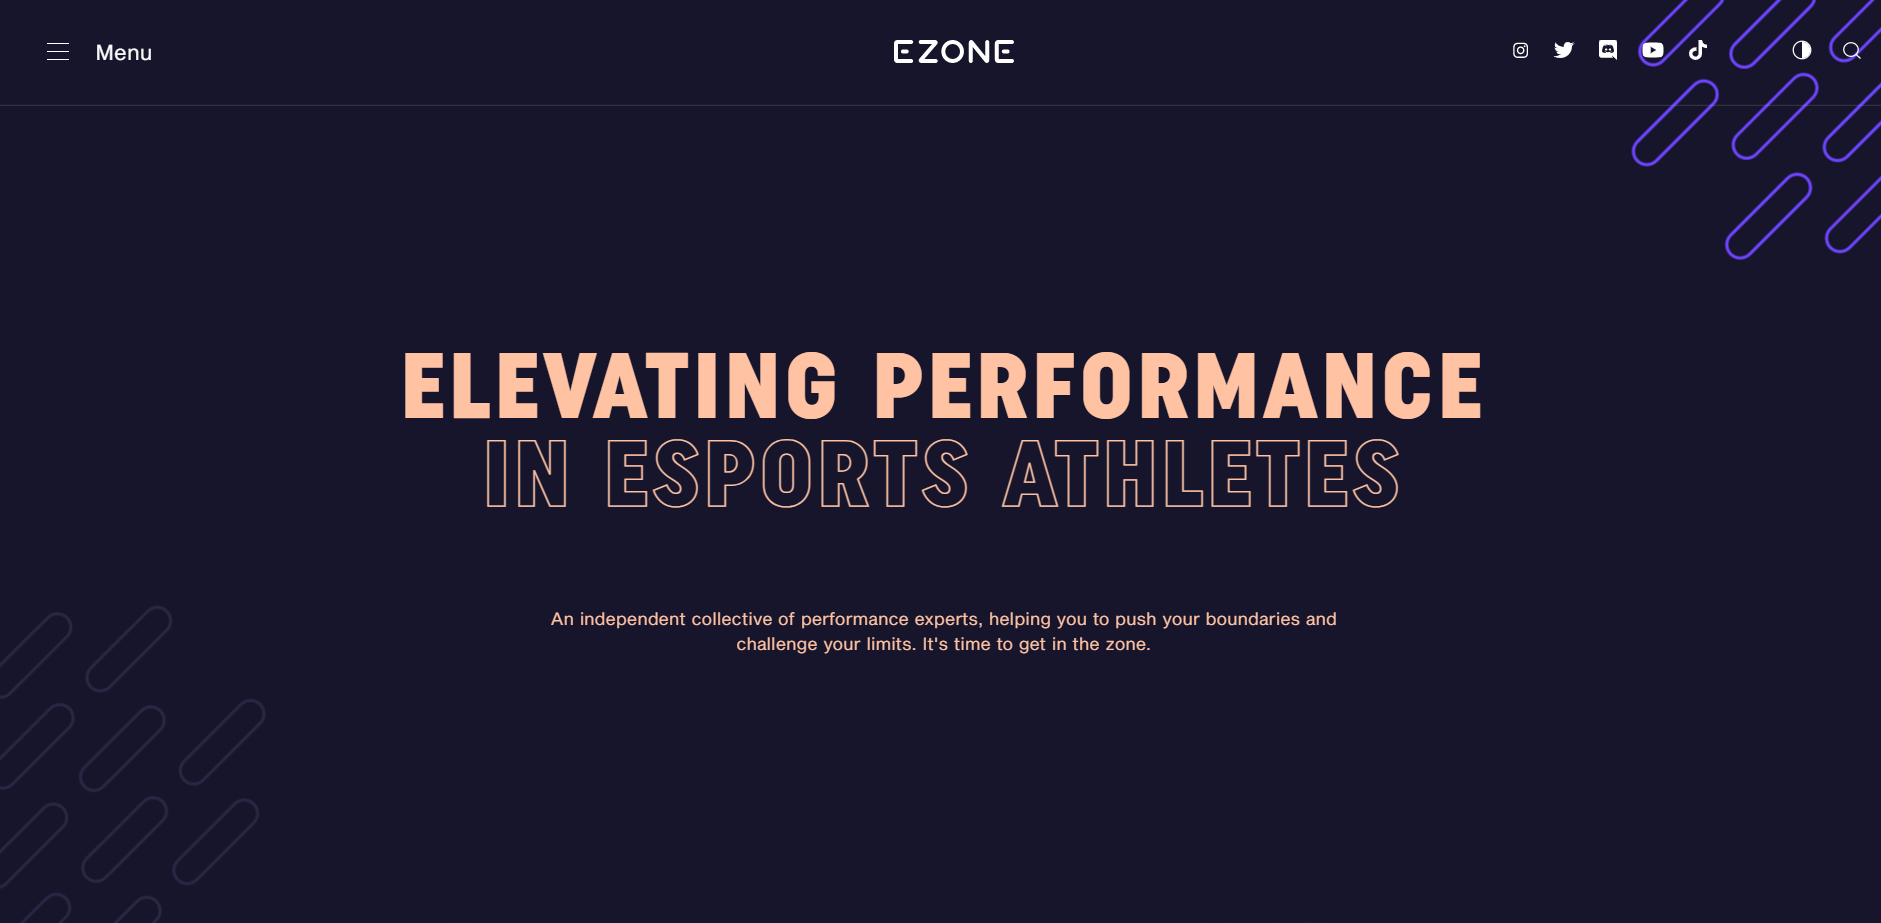 Menu
EZONE
ELEVATING PERFORMANCE
IN ESPORTS ATHLETES
An independent collective of performance experts, helping you to push your boundaries and
challenge your limits. It's time to get in the zone.